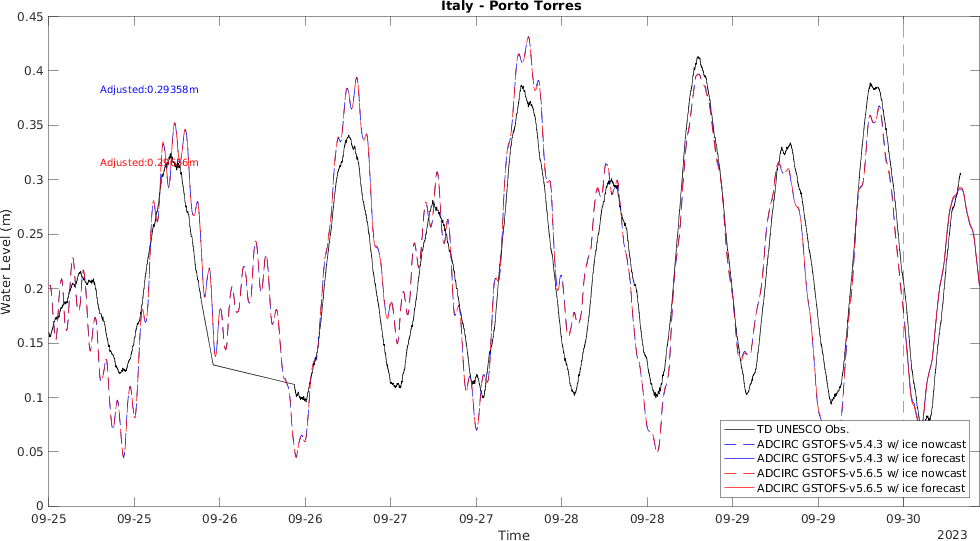 Italy - Porto Torres
0.45
0.4
0.35
0.3
0.25
0.2
0.15
0.1
0.05
0
Water Level (m)
Adjusted:0.29358m
TD UNESCO Obs.
ADCIRC GSTOFS-v5.4.3 w/ ice nowcast
ADCIRC GSTOFS-v5.4.3 w/ ice forecast
ADCIRC GSTOFS-v5.6.5 w/ ice nowcast
ADCIRC GSTOFS-v5.6.5 w/ ice forecast
09-25 09-25 09-26 09-26 09-27 09-27 09-28 09-28 09-29 09-29 09-30
Time
2023